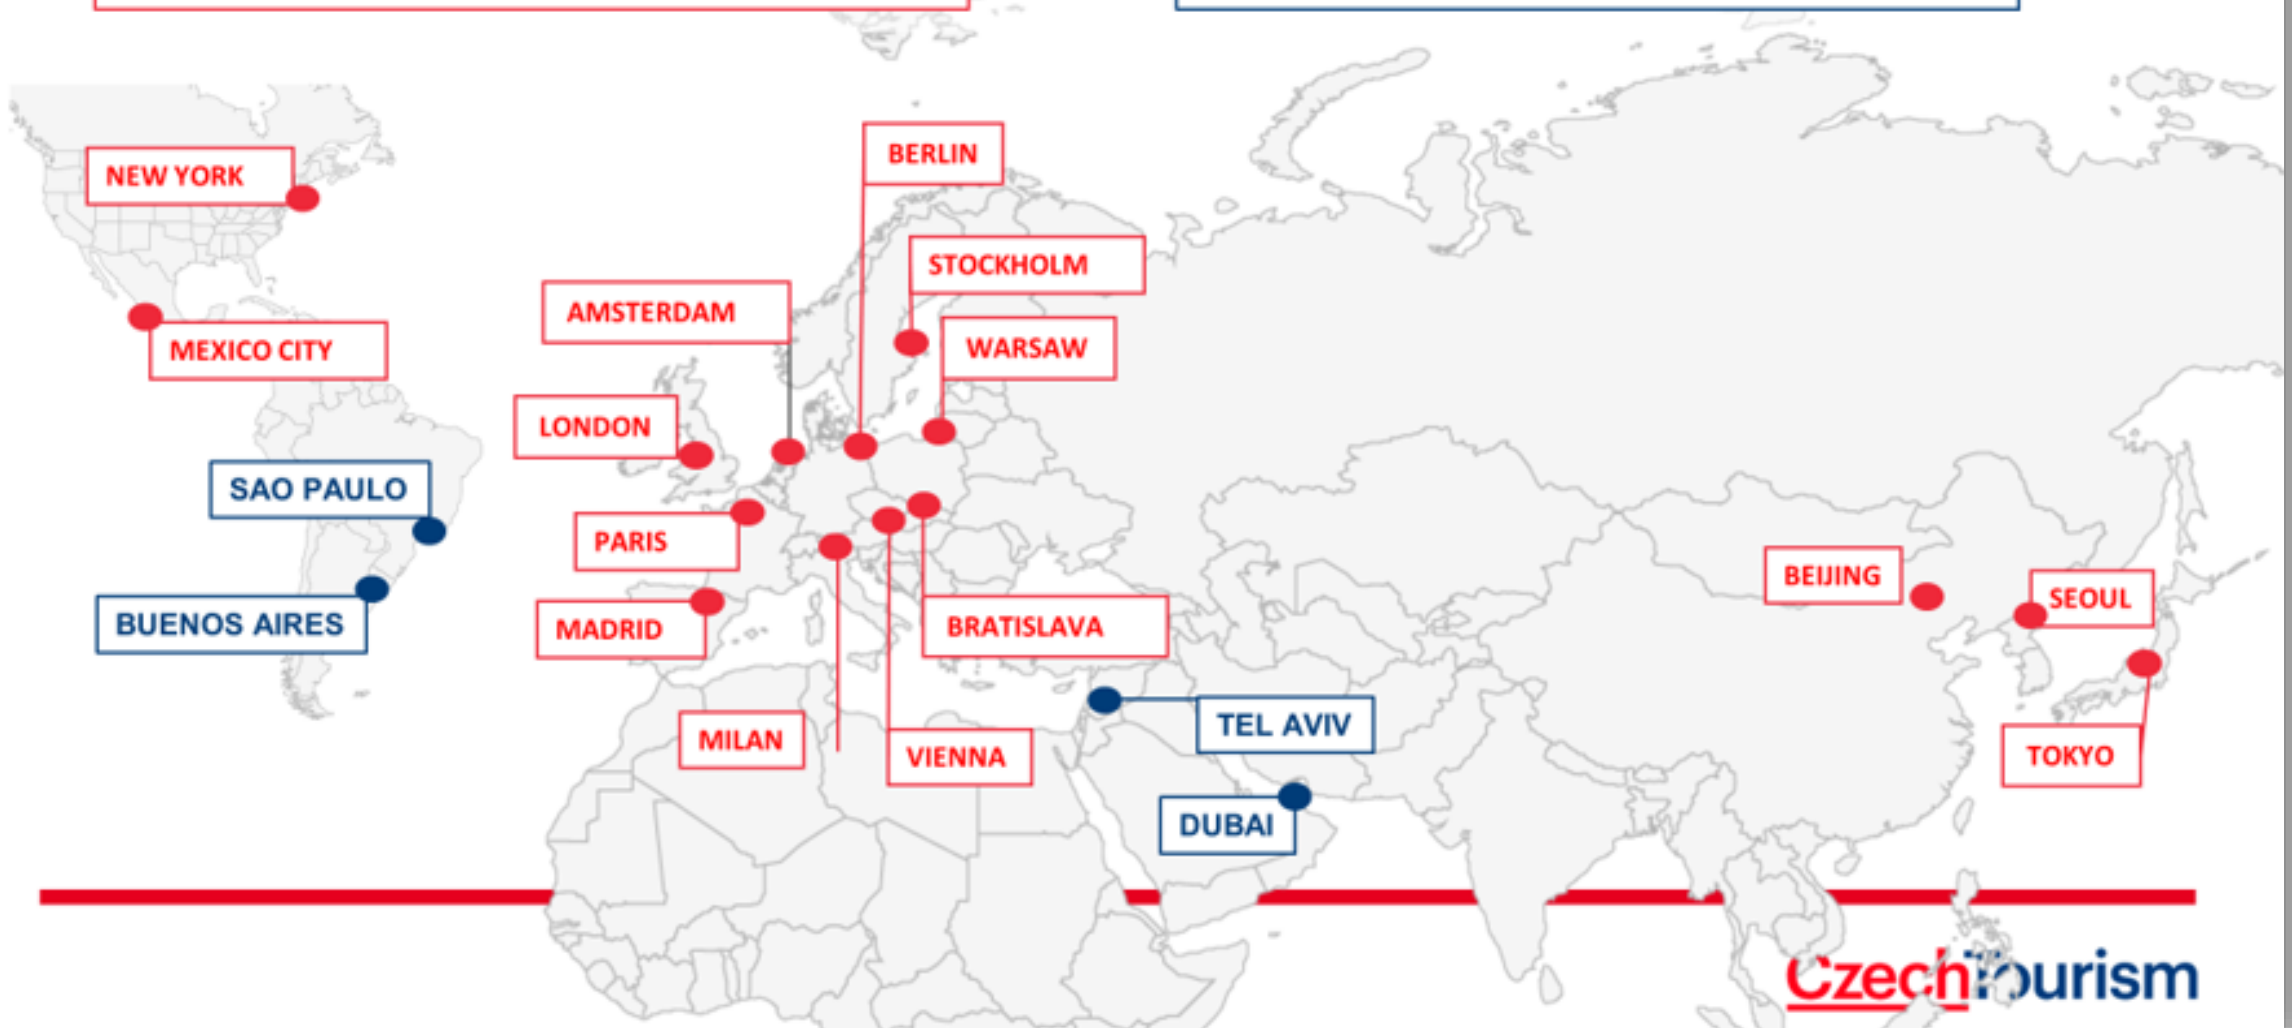 BERLIN
NEW YORK
STOCKHOLM
AMSTERDAM
WARSAW
MEXICO CITY
LONDON
SAO PAULO
PARIS
BEIJING
SEOUL
BUENOS AIRES
MADRID
BRATISLAVA
TEL AVIV
MILAN
VIENNA
TOKYO
DUBAI
CzechTourism